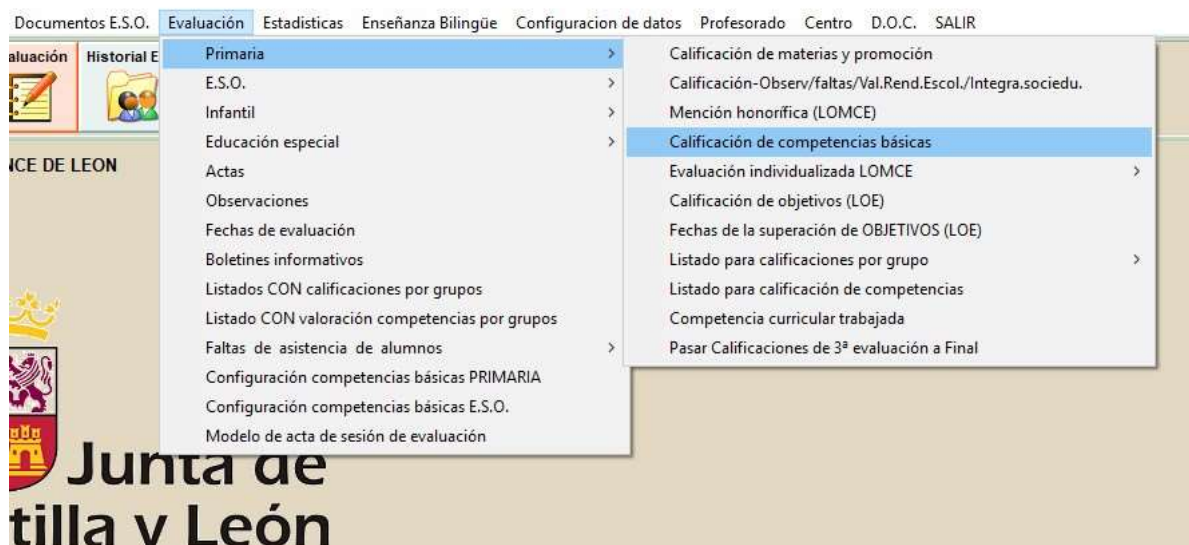 Documentos E.S.O. Evaluación Estadisticas Enseñanza Bilingüe Configuracion de datos Profesorado Centro D.O.C. SALIR
aluación Historial E
NCE DE LEON
Primaria
E.S.O.
Infantil
Educación especial
Actas
Observaciones
Fechas de evaluación
Boletines informativos
Listados CON calificaciones por grupos
Listado CON valoración competencias por grupos
Faltas de asistencia de alumnos
Configuración competencias básicas PRIMARIA
Configuración competencias básicas E.S.O.
Modelo de acta de sesión de evaluación
Calificación de materias y promoción
Calificación-Observ/faltas/Val.Rend.Escol./Integra.sociedu.
Mención honorífica (LOMCE)
Calificación de competencias básicas
Evaluación individualizada LOMCE
Calificación de objetivos (LOE)
Fechas de la superación de OBJETIVOS (LOE)
Listado para calificaciones por grupo
Listado para calificación de competencias
Competencia curricular trabajada
Pasar Calificaciones de 3ª evaluación a Final
Junta de
tilla y León